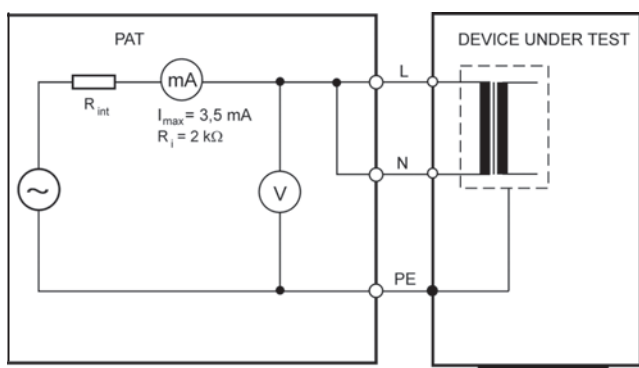 PAT
DEVICE UNDER TEST
L
mA
R int
I max = 3,5 mA
R i = 2 kΩ
N
V
~
PE